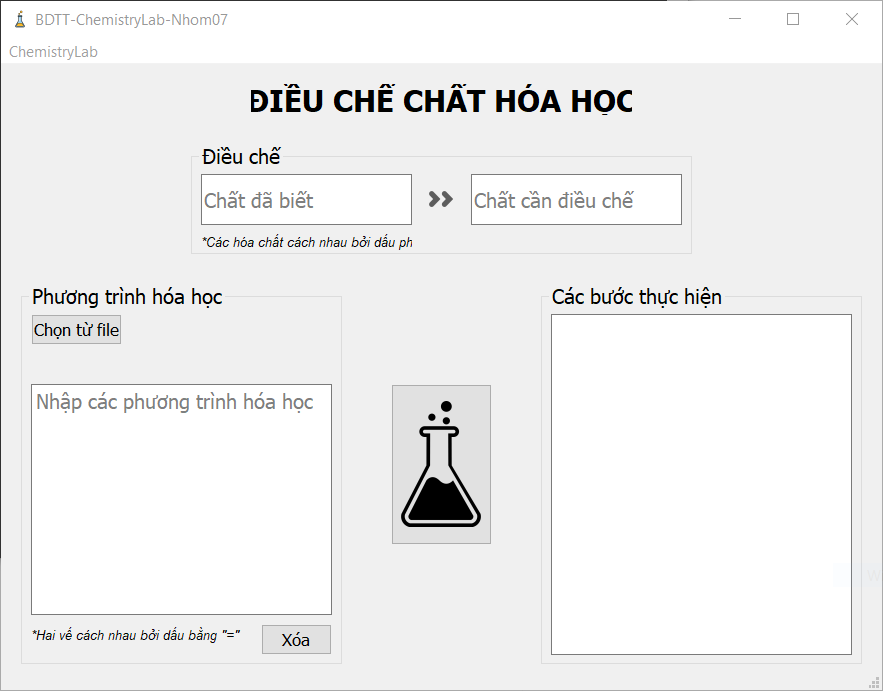 BDTT-ChemistryLab-Nhom07
ChemistryLab
ĐIỀU CHẾ CHẤT HÓA HỌC
Điều chế
Chất đã biết
Chất cần điều chế
*Các hóa chất cách nhau bởi dấu ph
Phương trình hóa học
Chọn từ file
Nhập các phương trình hóa học
*Hai vế cách nhau bởi dấu bằng "="
Xóa
Các bước thực hiện